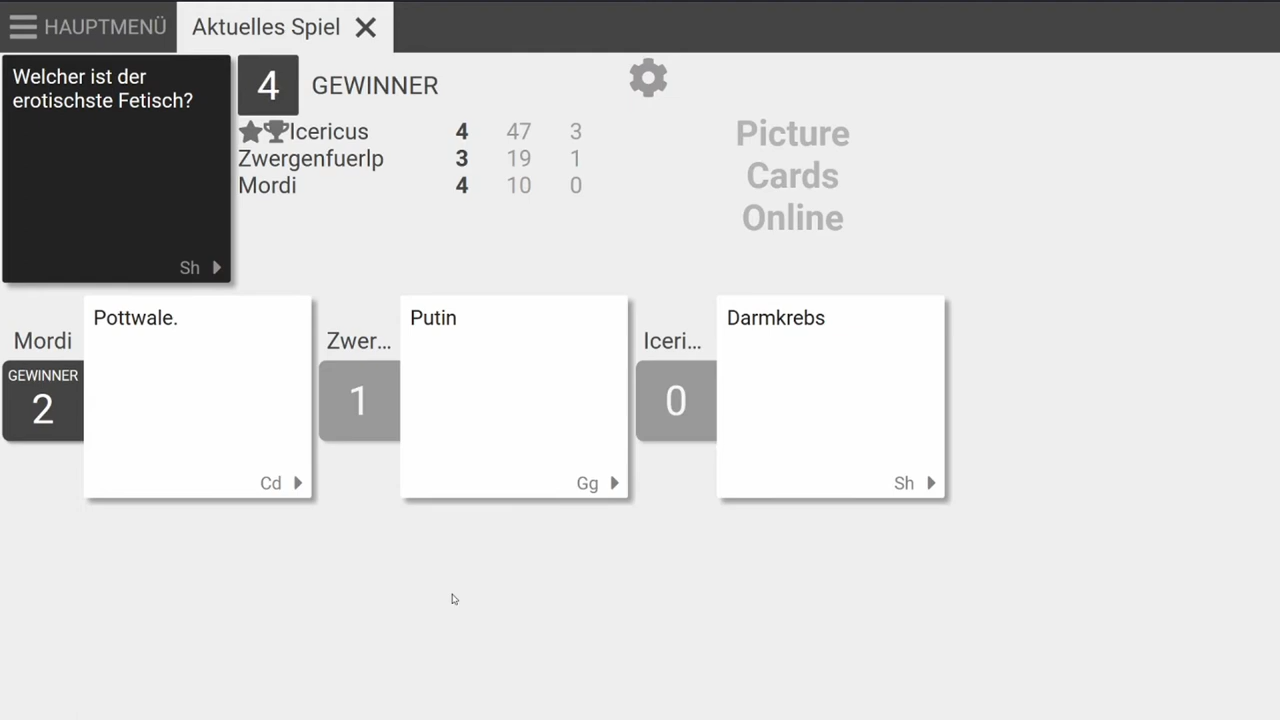 HAUPTMENÜ
Aktuelles Spiel
Welcher ist der
erotischste Fetisch?
Sh
4 GEWINNER
Icericus 4 47 3
Zwergenfuerlp 3 19 1
Mordi 4 10 0
Picture
Cards
Online
Mordi
GEWINNER
2
Pottwale.
Cd
Zwer...
1
Putin
Gg
Iceri...
0
Darmkrebs
Sh